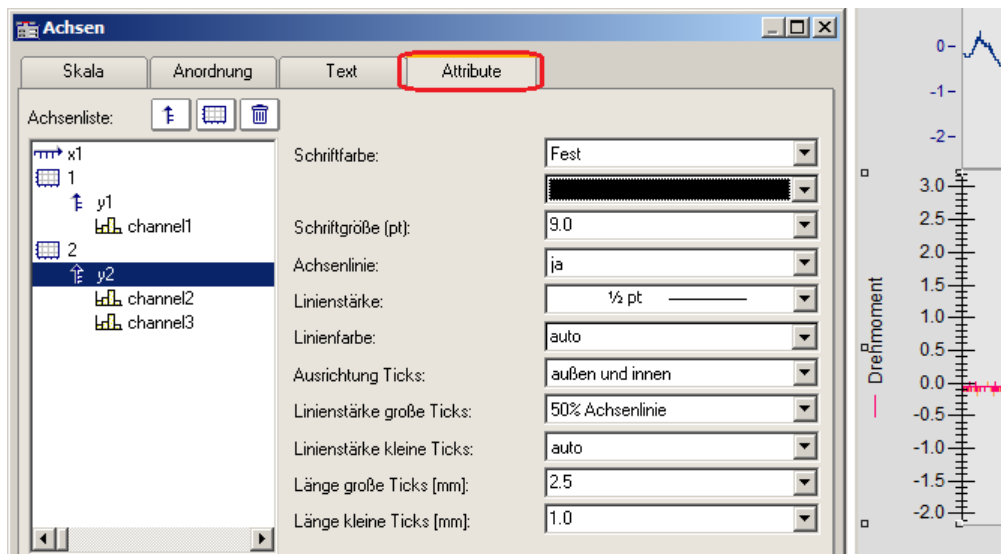 Achsen
Skala Anordnung Text Attribute
Achsenliste:
x1
1
y1
channel1
2
y2
channel2
channel3
Schriftfarbe: Fest
Schriftgröße (pt): 9.0
Achsenlinie: ja
Linienstärke: ½ pt
Linienfarbe: auto
Ausrichtung Ticks: außen und innen
Linienstärke große Ticks: 50% Achsenlinie
Linienstärke kleine Ticks: auto
Länge große Ticks [mm]: 2.5
Länge kleine Ticks [mm]: 1.0
0
-1
-2
Drehmoment
3.0
2.5
2.0
1.5
1.0
0.5
0.0
-0.5
-1.0
-1.5
-2.0